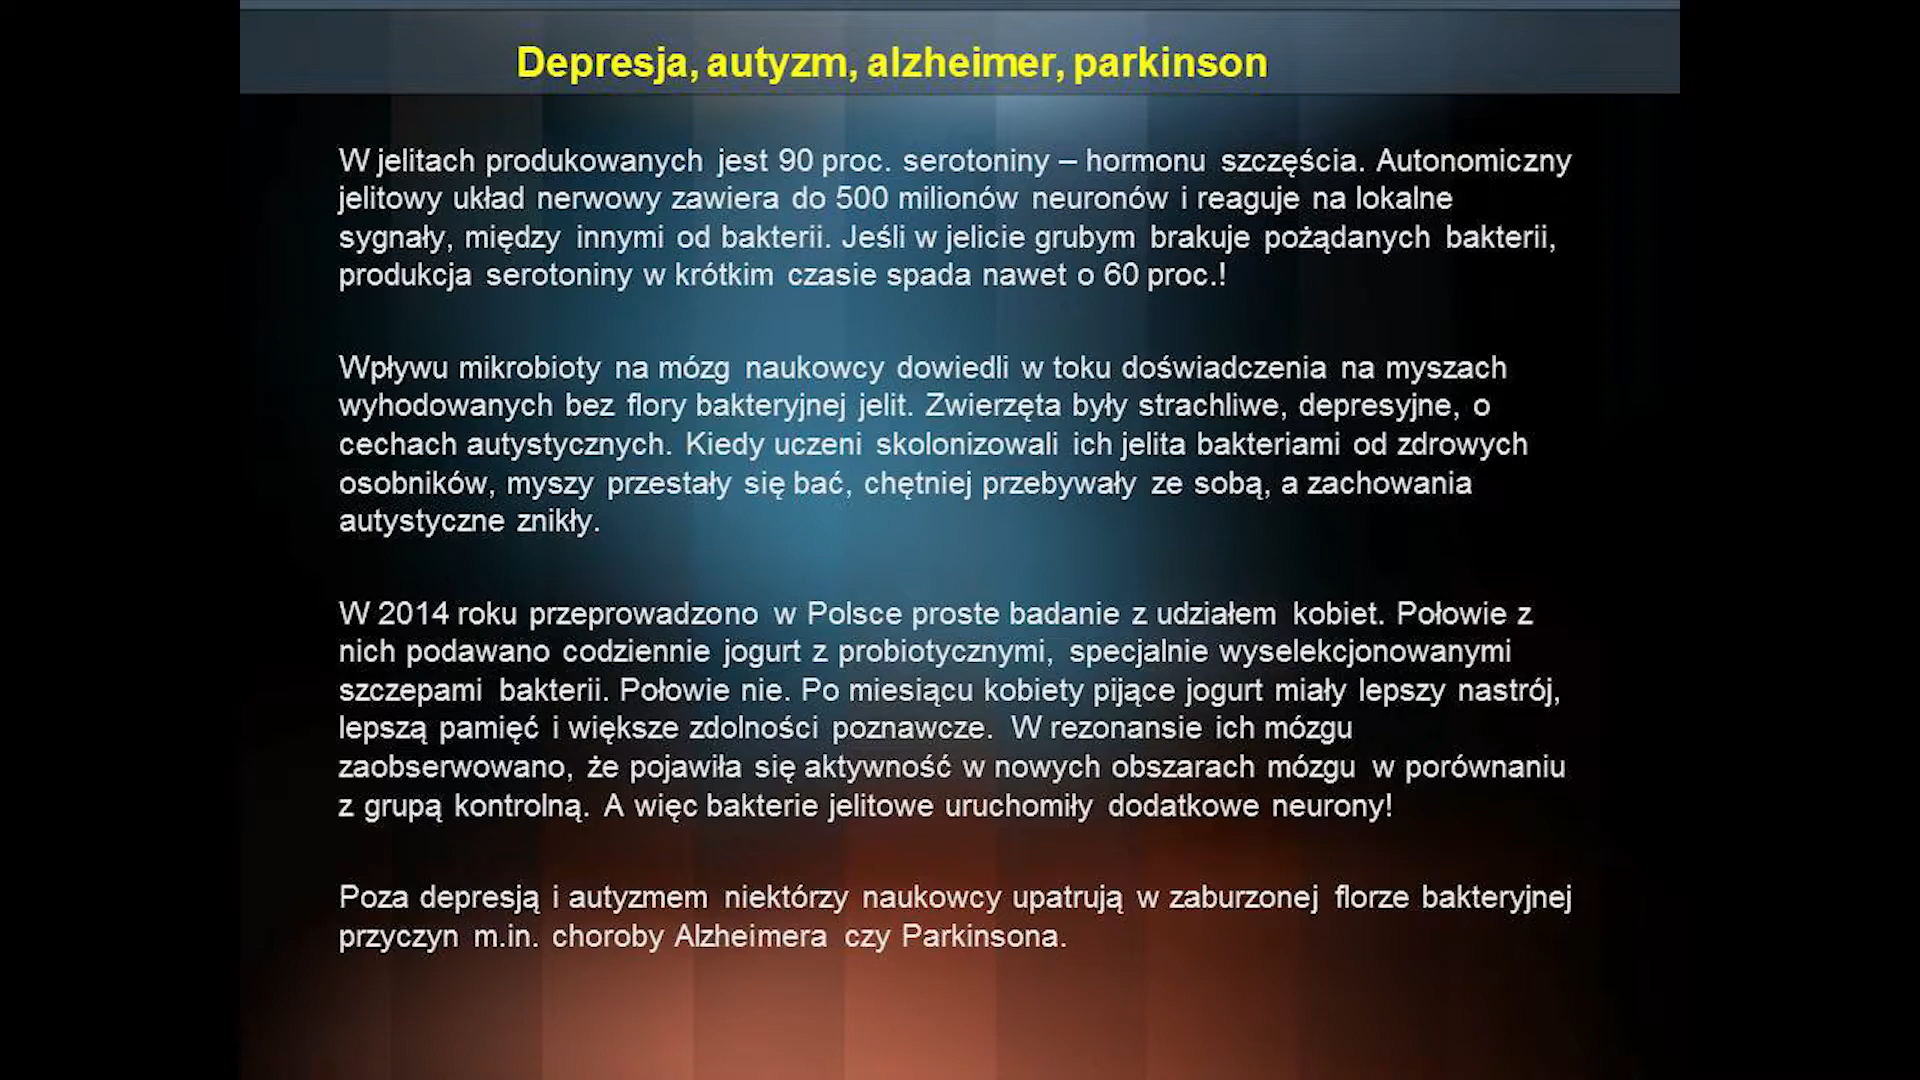 Depresja, autyzm, alzheimer, parkinson
W jelitach produkowanych jest 90 proc. serotoniny – hormonu szczęścia. Autonomiczny
jelitowy układ nerwowy zawiera do 500 milionów neuronów i reaguje na lokalne
sygnały, między innymi od bakterii. Jeśli w jelicie grubym brakuje pożądanych bakterii,
produkcja serotoniny w krótkim czasie spada nawet o 60 proc.!
Wpływu mikrobioty na mózg naukowcy dowiedli w toku doświadczenia na myszach
wyhodowanych bez flory bakteryjnej jelit. Zwierzęta były strachliwe, depresyjne, o
cechach autystycznych. Kiedy uczeni skolonizowali ich jelita bakteriami od zdrowych
osobników, myszy przestały się bać, chętniej przebywały ze sobą, a zachowania
autystyczne znikły.
W 2014 roku przeprowadzono w Polsce proste badanie z udziałem kobiet. Połowie z
nich podawano codziennie jogurt z probiotycznymi, specjalnie wyselekcjonowanymi
szczepami bakterii. Połowie nie. Po miesiącu kobiety pijące jogurt miały lepszy nastrój,
lepszą pamięć i większe zdolności poznawcze. W rezonansie ich mózgu
zaobserwowano, że pojawiła się aktywność w nowych obszarach mózgu w porównaniu
z grupą kontrolną. A więc bakterie jelitowe uruchomiły dodatkowe neurony!
Poza depresją i autyzmem niektórzy naukowcy upatrują w zaburzonej florze bakteryjnej
przyczyn m.in. choroby Alzheimera czy Parkinsona.